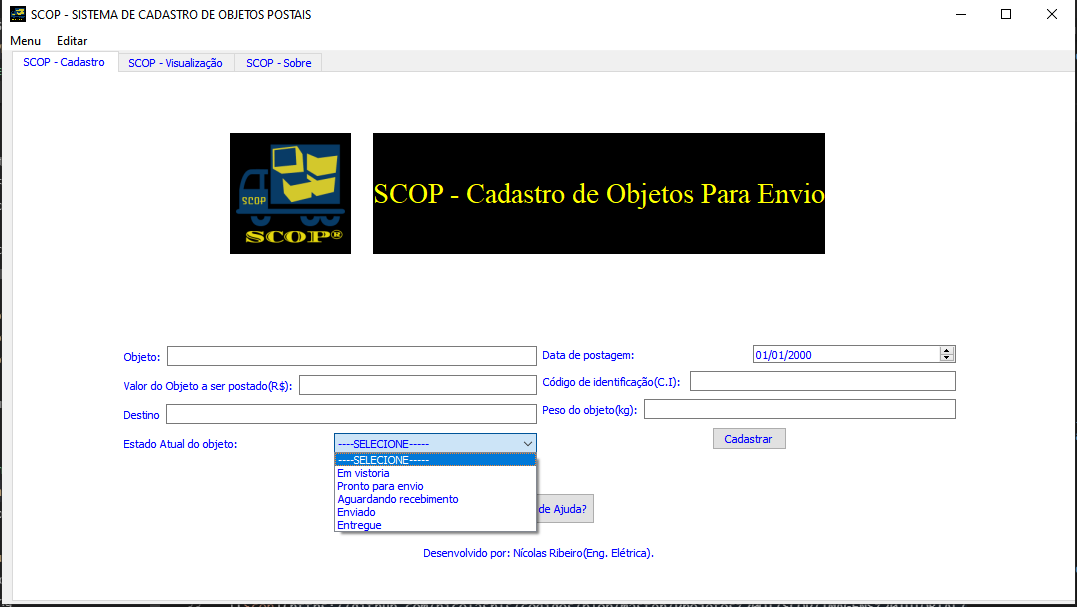 SCOP - SISTEMA DE CADASTRO DE OBJETOS POSTAIS
Menu Editar
SCOP - Cadastro SCOP - Visualização SCOP - Sobre
SCOP
SCOP®
SCOP - Cadastro de Objetos Para Envio
Objeto: Data de postagem: 01/01/2000
Valor do Objeto a ser postado(R$): Código de identificação(C.I):
Destino Peso do objeto(kg):
Estado Atual do objeto: ----SELECIONE----- Cadastrar
----SELECIONE-----
Em vistoria
Pronto para envio
Aguardando recebimento
Enviado
de Ajuda?
Entregue
Desenvolvido por: Nícolas Ribeiro(Eng. Elétrica).